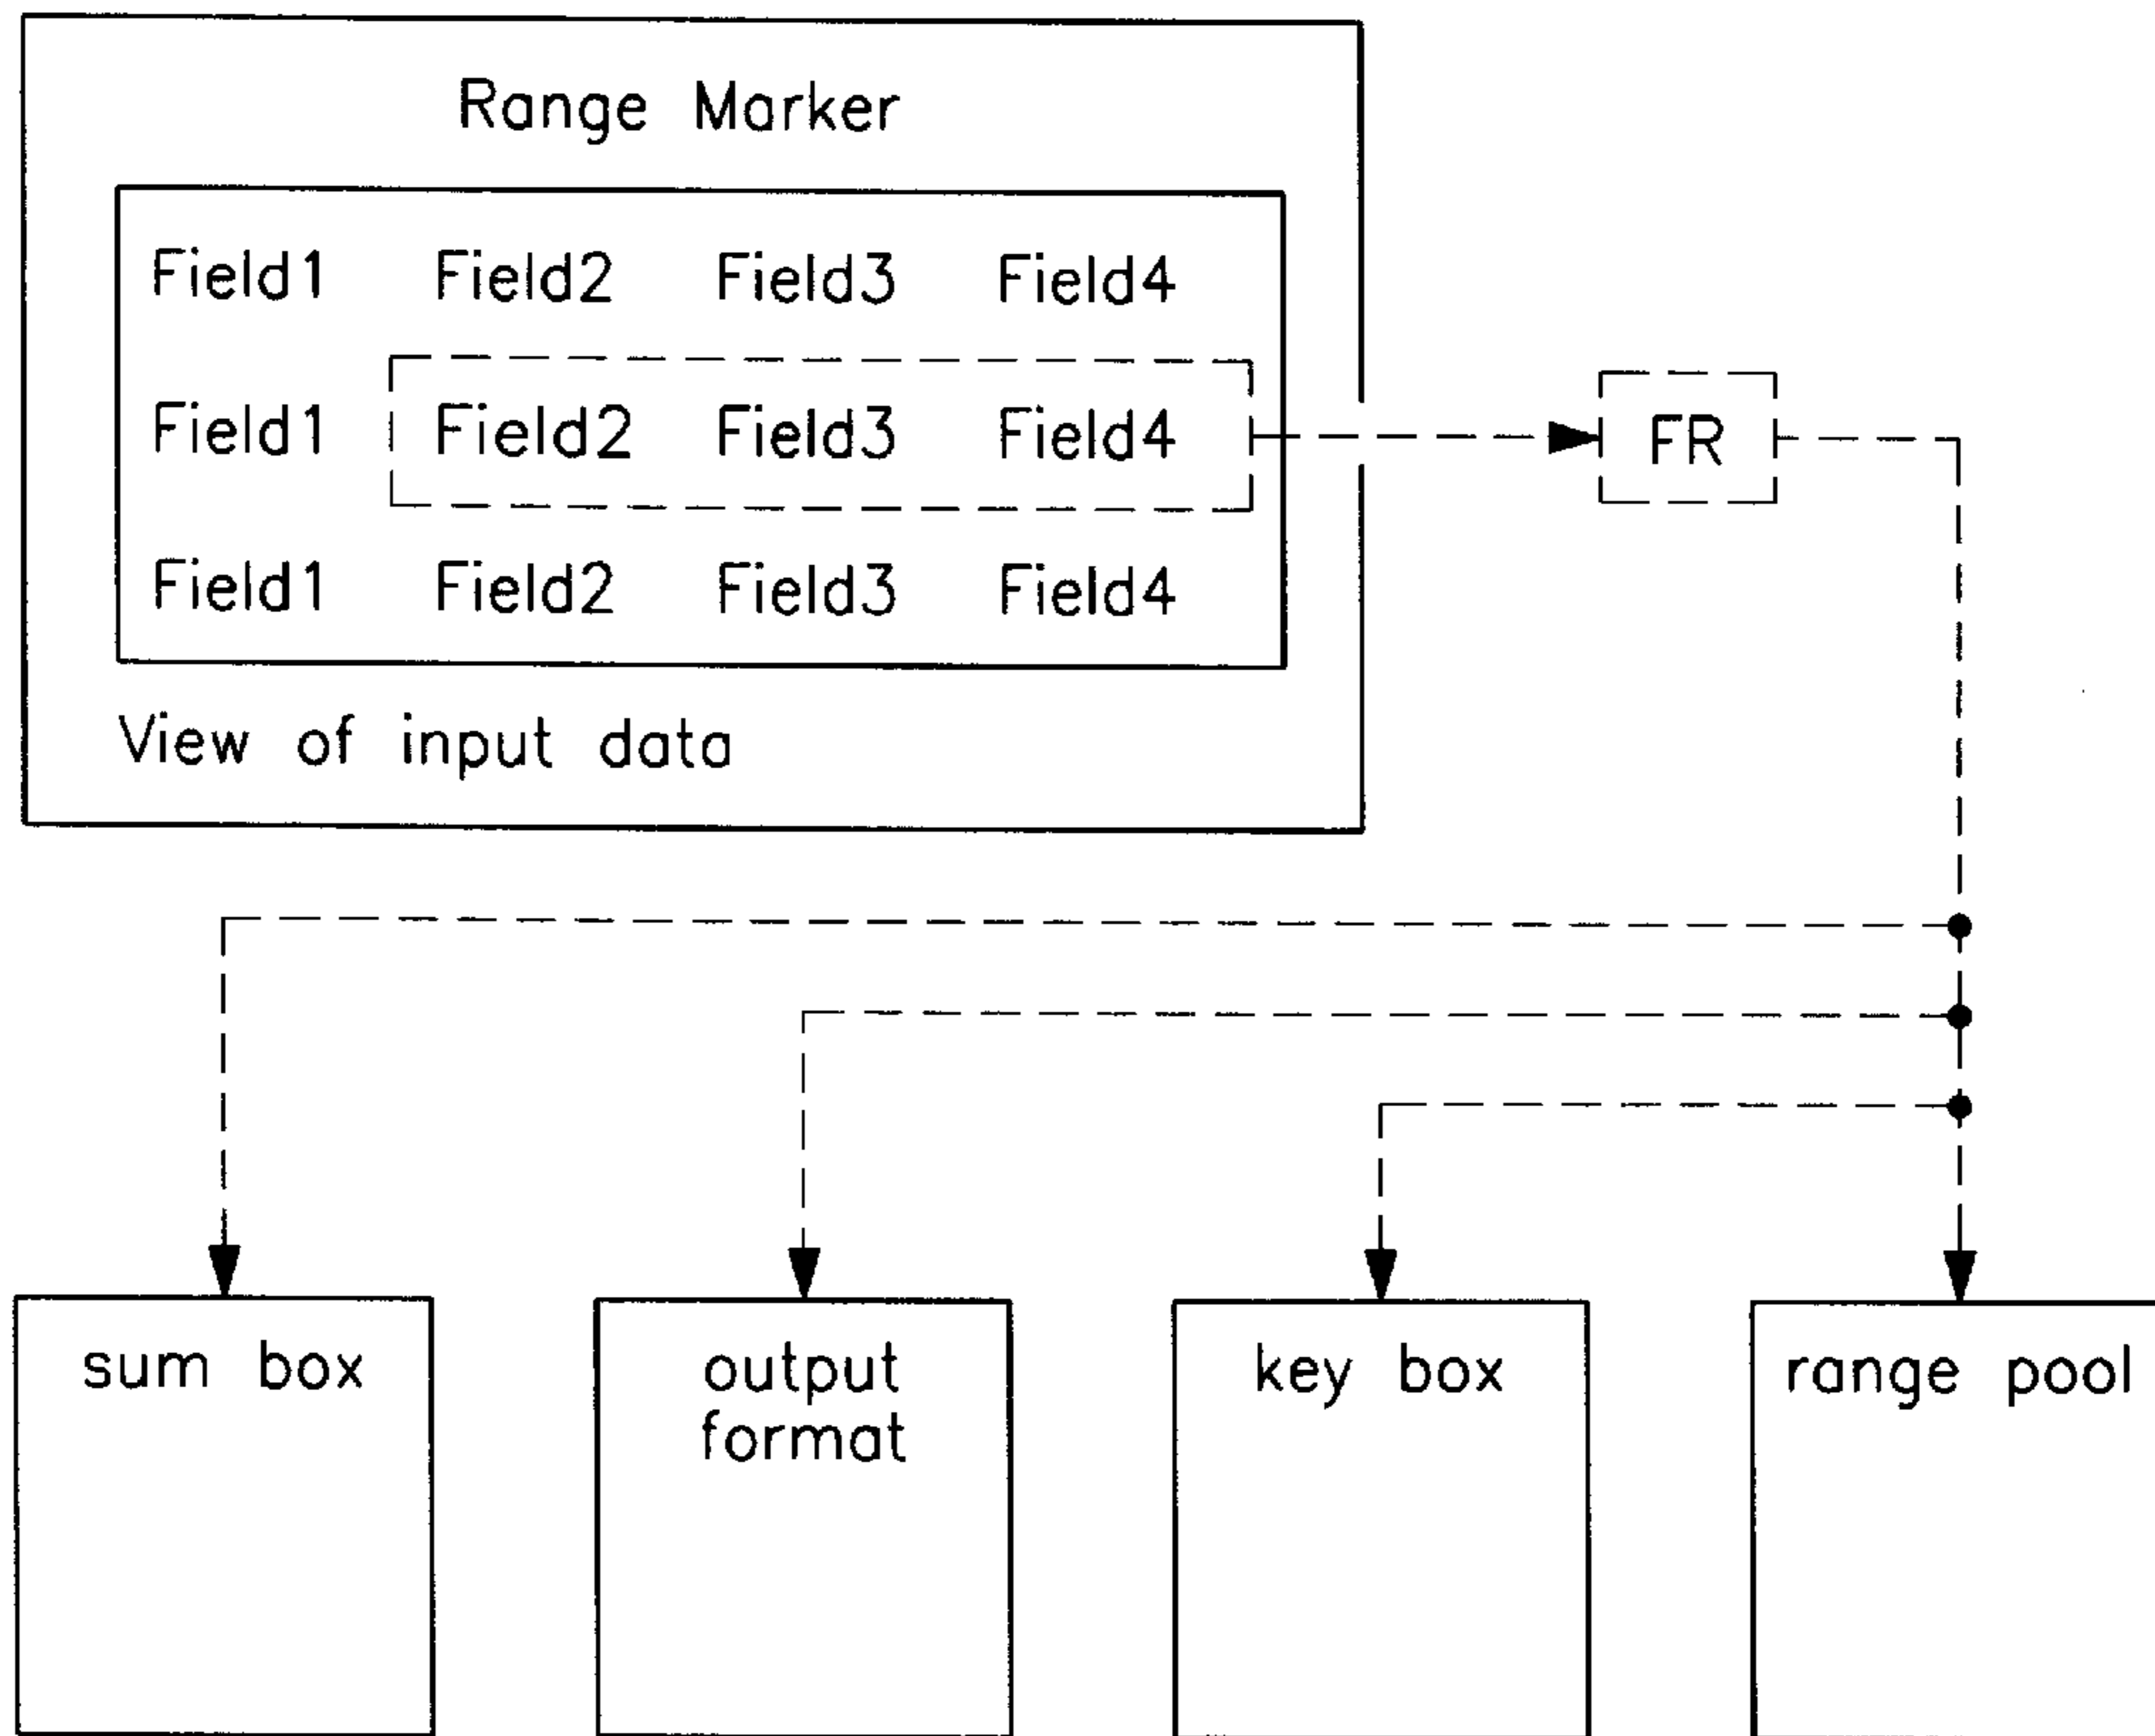 Range Marker
Field1 Field2 Field3 Field4
Field1 Field2 Field3 Field4
FR
Field1 Field2 Field3 Field4
View of input data
sum box
output
format
key box
range pool